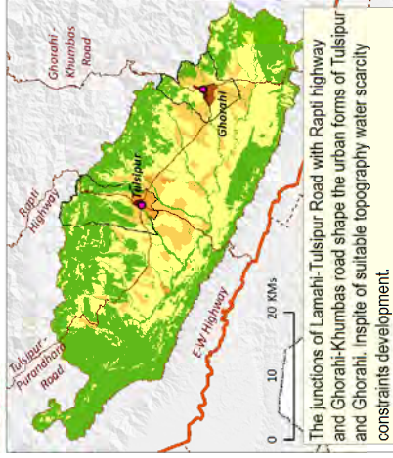 Ghorahi -
Khumbas
Road
Rapti
Highway
Tulsipur -
Purandhara
Road
Ghorahi
Tulsipur
E-W Highway
0 10 20 KMs
The junctions of Lamahi-Tulsipur Road with Rapti highway
and Ghorahi-Khumbas road shape the urban forms of Tulsipur
and Ghorahi. Inspite of suitable topography water scarcity
constraints development.